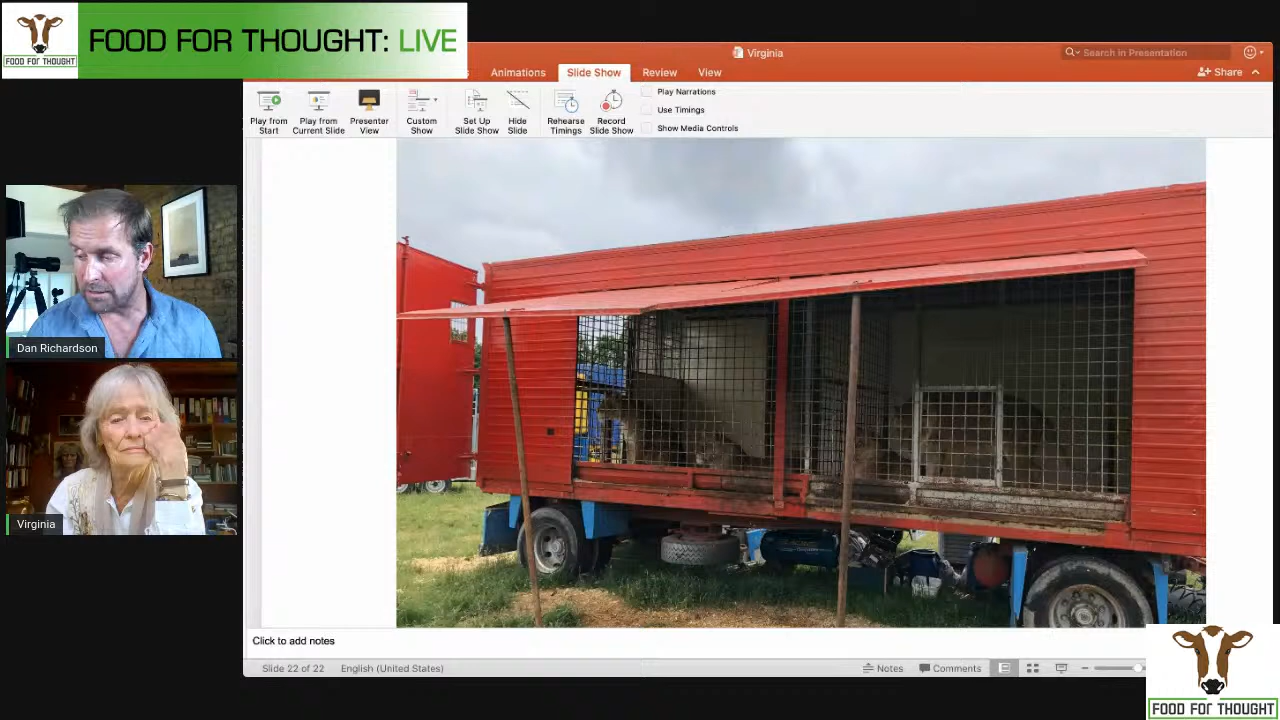 FOOD FOR THOUGHT
FOOD FOR THOUGHT: LIVE
Virginia
Search in Presentation
Animations
Slide Show
Review
View
Share
Play from
Start
Play from
Current Slide
Presenter
View
Custom
Show
Set Up
Slide Show
Hide
Slide
Rehearse
Timings
Record
Slide Show
Play Narrations
Use Timings
Show Media Controls
Dan Richardson
Virginia
Click to add notes
Slide 22 of 22
English (United States)
Notes
Comments
FOOD FOR THOUGHT